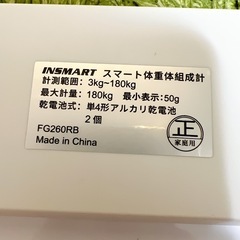 INSMART スマート体重体組成計
計測範囲: 3kg~180kg
最大計量: 180kg 最小表示: 50g
乾電池式: 単4形アルカリ乾電池
2個
FG260RB
Made in China
正
家庭用